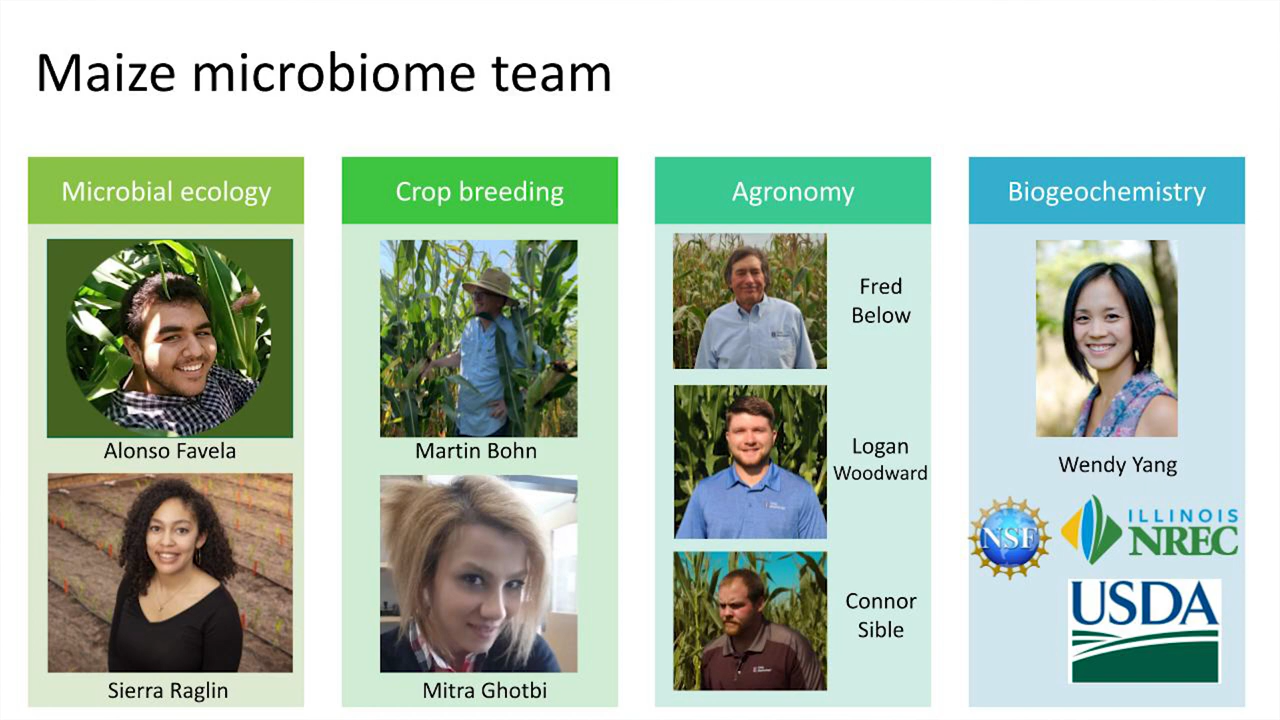 Maize microbiome team
Microbial ecology
Alonso Favela
Sierra Raglin
Crop breeding
Martin Bohn
Mitra Ghotbi
Agronomy
Fred
Below
Logan
Woodward
Connor
Sible
Biogeochemistry
Wendy Yang
NSF
ILLINOIS
NREC
USDA